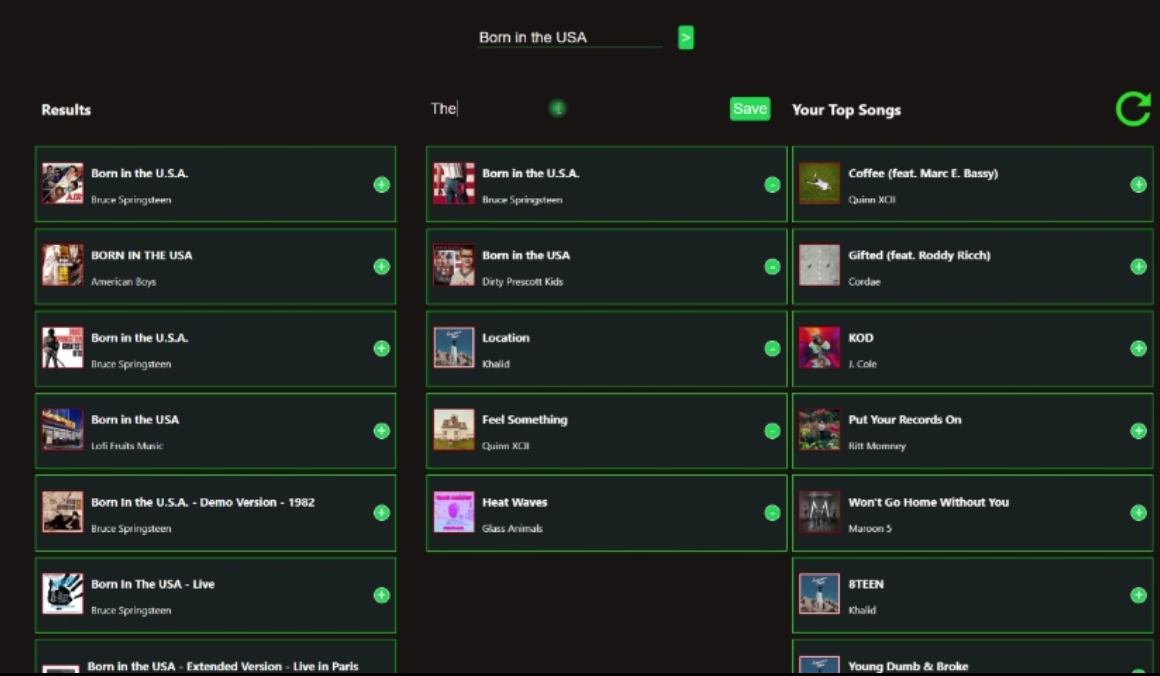 Born in the USA >
Results
Born in the U.S.A.
Bruce Springsteen
+
BORN IN THE USA
American Boys
+
Born in the U.S.A.
Bruce Springsteen
+
Born in the USA
Lofi Fruits Music
+
Born In the U.S.A. - Demo Version - 1982
Bruce Springsteen
+
Born In The USA - Live
Bruce Springsteen
+
Born in the USA - Extended Version - Live in Paris
The
Save
Born in the U.S.A.
Bruce Springsteen
-
Born in the USA
Dirty Prescott Kids
-
Location
Khalid
-
Feel Something
Quinn XCII
-
Heat Waves
Glass Animals
-
Your Top Songs
Coffee (feat. Marc E. Bassy)
Quinn XCII
+
Gifted (feat. Roddy Ricch)
Cordae
+
KOD
J. Cole
+
Put Your Records On
Ritt Momney
+
Won't Go Home Without You
Maroon 5
+
8TEEN
Khalid
+
Young Dumb & Broke